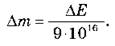 Δm = ΔE / 9·10¹⁶ .